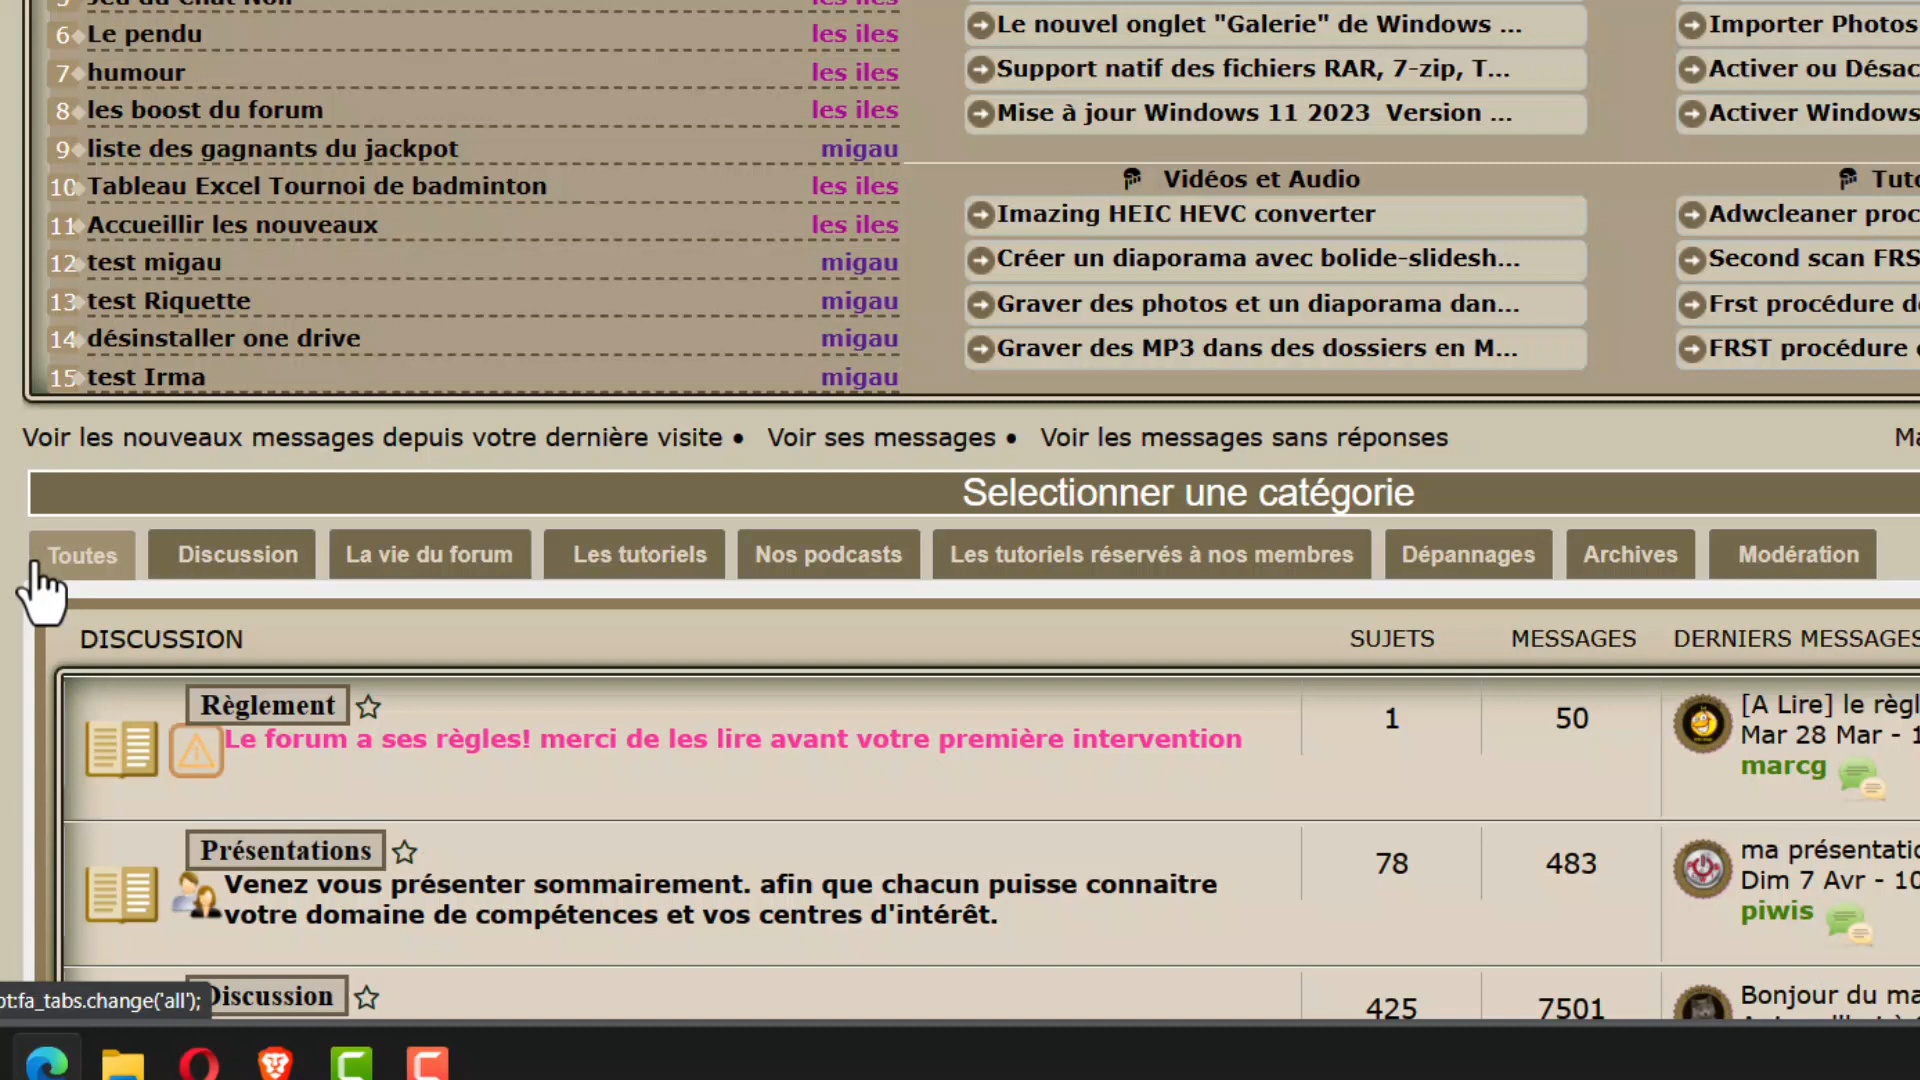 6 Le pendu les iles
7 humour les iles
8 les boost du forum les iles
9 liste des gagnants du jackpot migau
10 Tableau Excel Tournoi de badminton les iles
11 Accueillir les nouveaux les iles
12 test migau migau
13 test Riquette migau
14 désinstaller one drive migau
15 test Irma migau
Le nouvel onglet "Galerie" de Windows ...
Support natif des fichiers RAR, 7-zip, T...
Mise à jour Windows 11 2023 Version ...
Vidéos et Audio
Imazing HEIC HEVC converter
Créer un diaporama avec bolide-slidesh...
Graver des photos et un diaporama dan...
Graver des MP3 dans des dossiers en M...
Importer Photos
Activer ou Désac
Activer Windows
Tuto
Adwcleaner proc
Second scan FRS
Frst procédure d
FRST procédure
Voir les nouveaux messages depuis votre dernière visite • Voir ses messages • Voir les messages sans réponses Ma
Selectionner une catégorie
Toutes Discussion La vie du forum Les tutoriels Nos podcasts Les tutoriels réservés à nos membres Dépannages Archives Modération
DISCUSSION SUJETS MESSAGES DERNIERS MESSAGES
Règlement
Le forum a ses règles! merci de les lire avant votre première intervention
1 50
[A Lire] le règl
Mar 28 Mar - 1
marcg
Présentations
Venez vous présenter sommairement. afin que chacun puisse connaitre
votre domaine de compétences et vos centres d'intérêt.
78 483
ma présentatio
Dim 7 Avr - 10
piwis
Discussion
425 7501
Bonjour du ma
pt:fa_tabs.change('all');